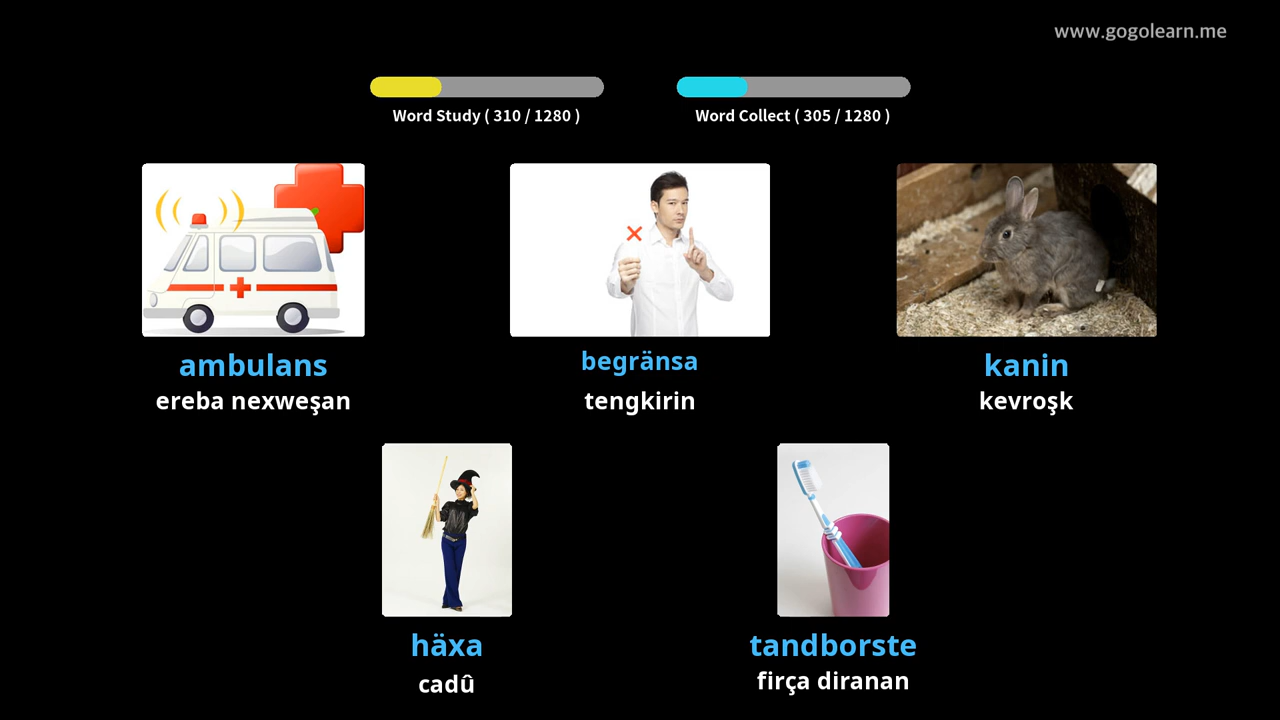 www.gogolearn.me
Word Study ( 310 / 1280 )
Word Collect ( 305 / 1280 )
ambulans
ereba nexweşan
begränsa
tengkirin
kanin
kevroşk
häxa
cadû
tandborste
firça diranan